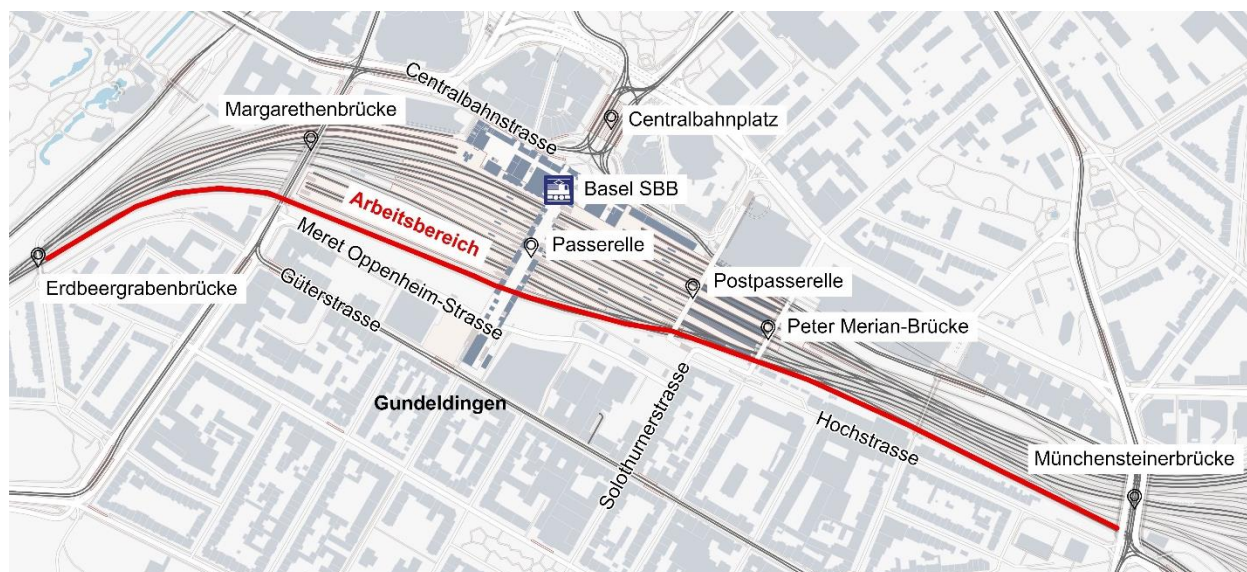 Centralbahnstrasse
Margarethenbrücke
Centralbahnplatz
Basel SBB
Arbeitsbereich
Passerelle
Meret Oppenheim-Strasse
Erdbeergrabenbrücke
Güterstrasse
Postpasserelle
Peter Merian-Brücke
Gundeldingen
Solothurnerstrasse
Hochstrasse
Münchensteinerbrücke